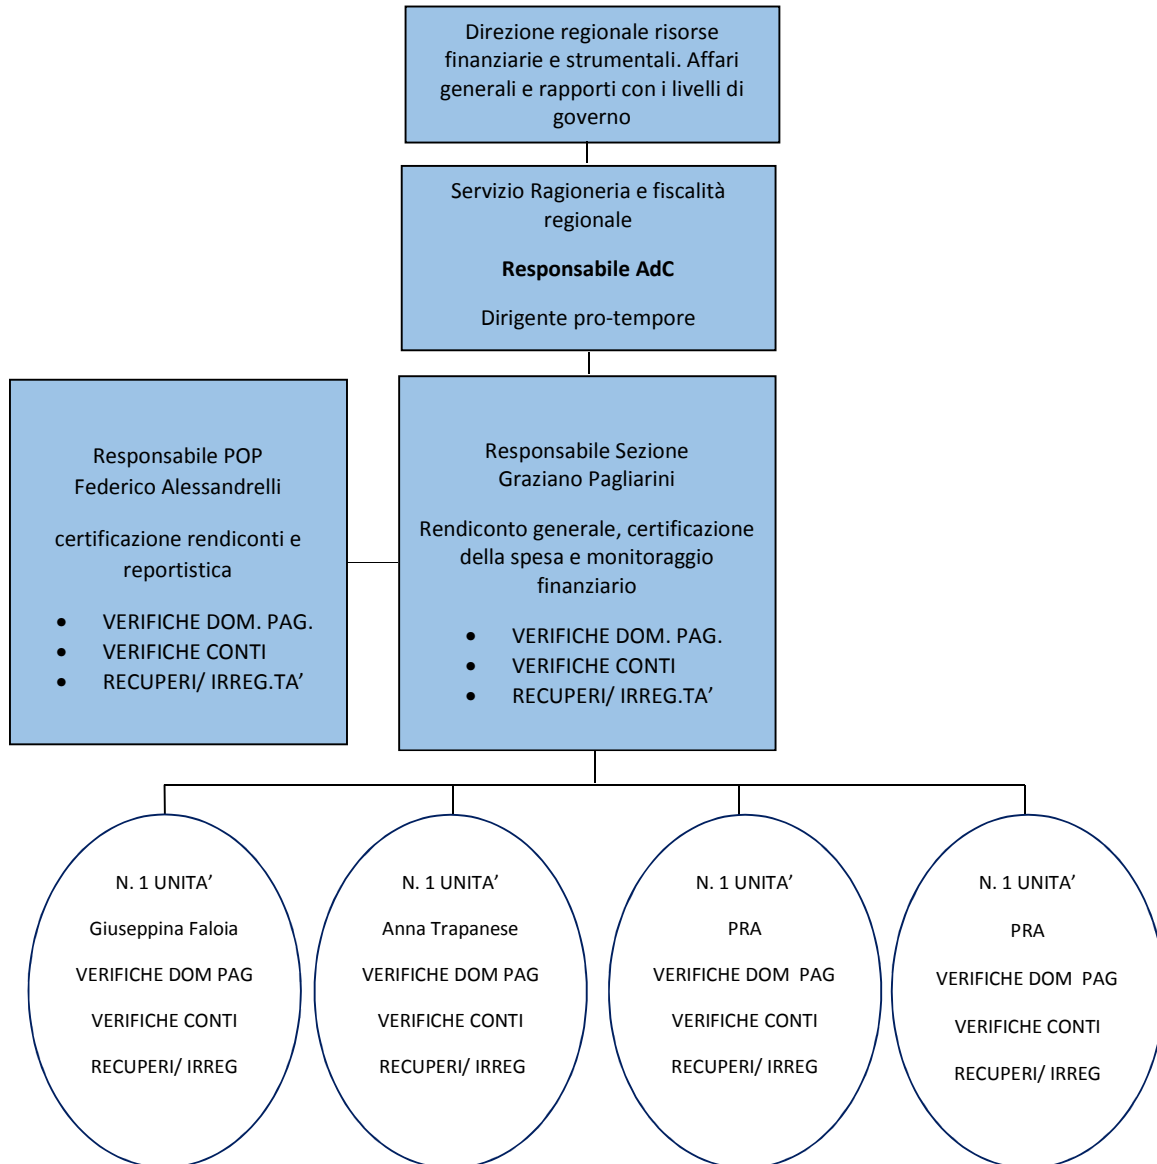 Direzione regionale risorse
finanziarie e strumentali. Affari
generali e rapporti con i livelli di
governo
Servizio Ragioneria e fiscalità
regionale
Responsabile AdC
Dirigente pro-tempore
Responsabile POP
Federico Alessandrelli
certificazione rendiconti e
reportistica
• VERIFICHE DOM. PAG.
• VERIFICHE CONTI
• RECUPERI/ IRREG.TA’
Responsabile Sezione
Graziano Pagliarini
Rendiconto generale, certificazione
della spesa e monitoraggio
finanziario
• VERIFICHE DOM. PAG.
• VERIFICHE CONTI
• RECUPERI/ IRREG.TA’
N. 1 UNITA’
Giuseppina Faloia
VERIFICHE DOM PAG
VERIFICHE CONTI
RECUPERI/ IRREG
N. 1 UNITA’
Anna Trapanese
VERIFICHE DOM PAG
VERIFICHE CONTI
RECUPERI/ IRREG
N. 1 UNITA’
PRA
VERIFICHE DOM  PAG
VERIFICHE CONTI
RECUPERI/ IRREG
N. 1 UNITA’
PRA
VERIFICHE DOM  PAG
VERIFICHE CONTI
RECUPERI/ IRREG